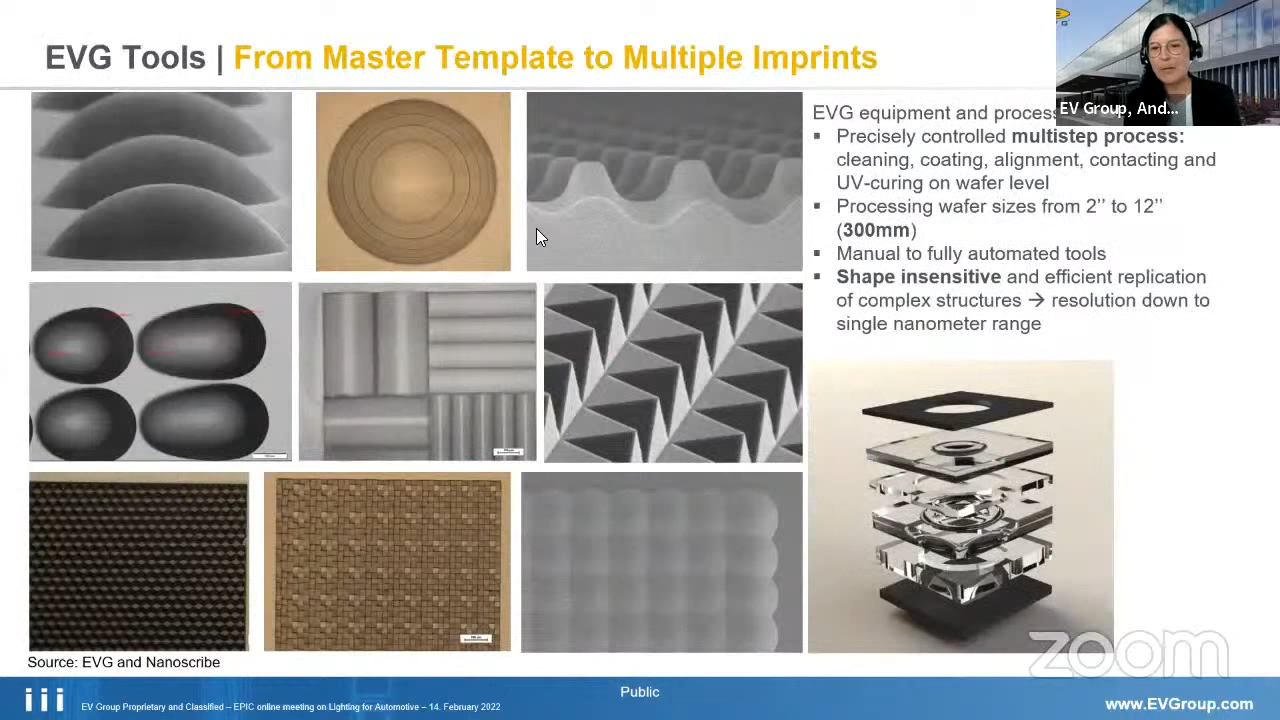 EVG Tools | From Master Template to Multiple Imprints
EV Group, And...
EVG equipment and process
▪ Precisely controlled multistep process:
cleaning, coating, alignment, contacting and
UV-curing on wafer level
▪ Processing wafer sizes from 2’’ to 12’’
(300mm)
▪ Manual to fully automated tools
▪ Shape insensitive and efficient replication
of complex structures → resolution down to
single nanometer range
Source: EVG and Nanoscribe
zoom
Public
EV Group Proprietary and Classified – EPIC online meeting on Lighting for Automotive – 14. February 2022
www.EVGroup.com